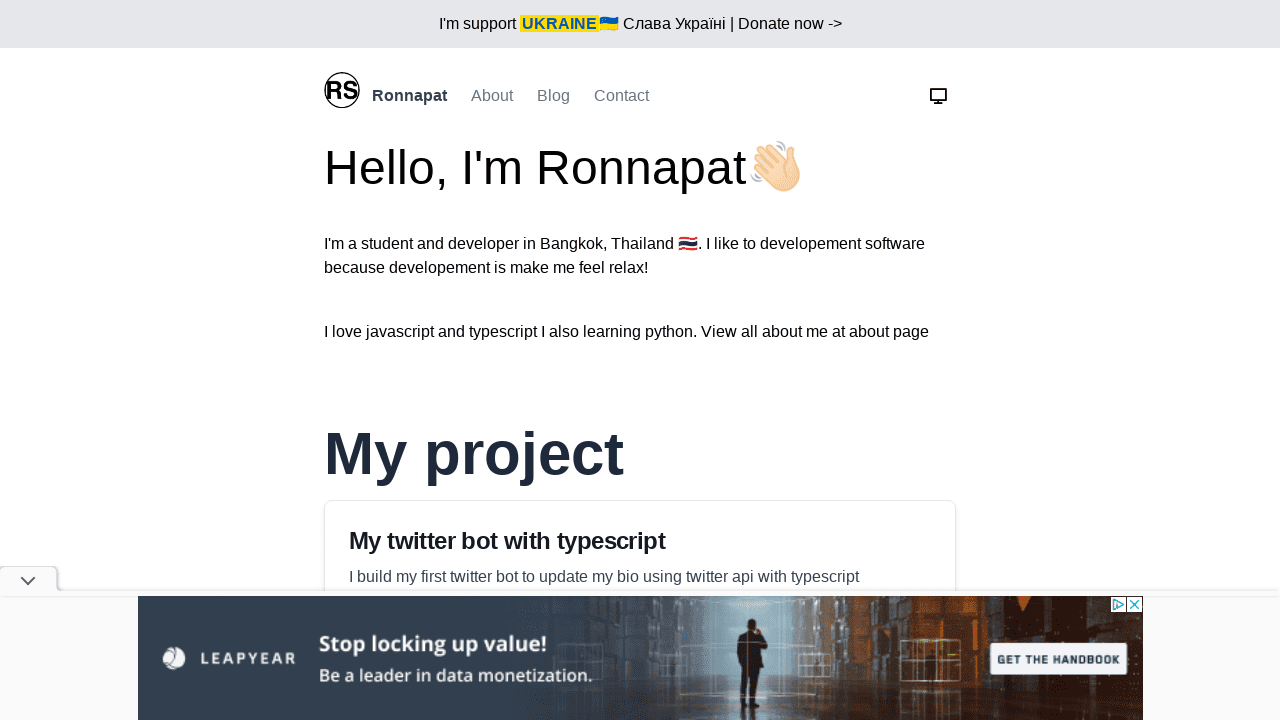 I'm support UKRAINE🇺🇦 Слава Україні | Donate now ->
RS Ronnapat About Blog Contact
Hello, I'm Ronnapat👋🏻
I'm a student and developer in Bangkok, Thailand 🇹🇭. I like to developement software
because developement is make me feel relax!
I love javascript and typescript I also learning python. View all about me at about page
My project
My twitter bot with typescript
I build my first twitter bot to update my bio using twitter api with typescript
LEAPYEAR
Stop locking up value!
Be a leader in data monetization.
GET THE HANDBOOK